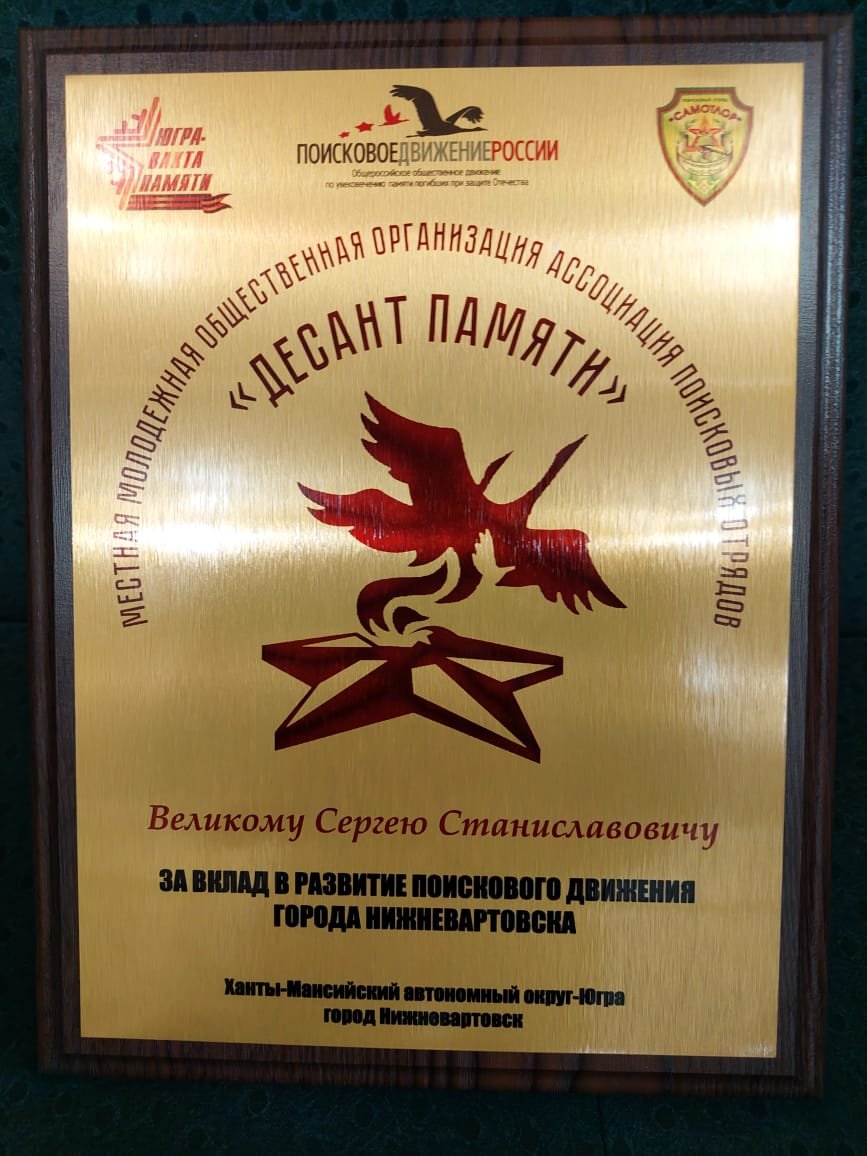 ЮГРА-
ВАХТА
ПАМЯТИ
ПОИСКОВОЕДВИЖЕНИЕРОССИИ
Общероссийское общественное движение
по увековечению памяти погибших при защите Отечества
"САМОТЛОР"
МЕСТНАЯ МОЛОДЕЖНАЯ ОБЩЕСТВЕННАЯ ОРГАНИЗАЦИЯ АССОЦИАЦИЯ ПОИСКОВЫХ ОТРЯДОВ
«ДЕСАНТ ПАМЯТИ»
Великому Сергею Станиславовичу
ЗА ВКЛАД В РАЗВИТИЕ ПОИСКОВОГО ДВИЖЕНИЯ
ГОРОДА НИЖНЕВАРТОВСКА
Ханты-Мансийский автономный округ-Югра
город Нижневартовск